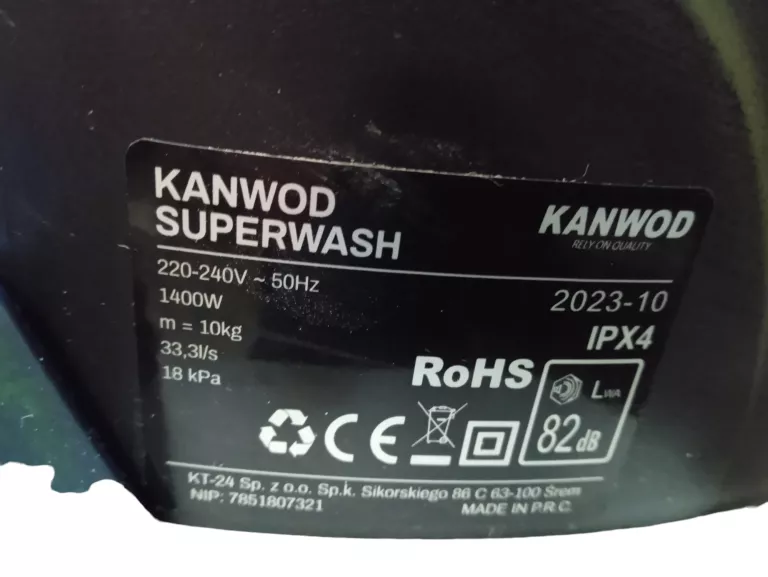 KANWOD
SUPERWASH
KANWOD
RELY ON QUALITY
220-240V ~ 50Hz
1400W
m = 10kg
33,3l/s
18 kPa
2023-10
IPX4
RoHS
CE
LWA
82dB
KT-24 Sp. z o.o. Sp.k. Sikorskiego 86 C 63-100 Śrem
NIP: 7851807321
MADE IN P.R.C.